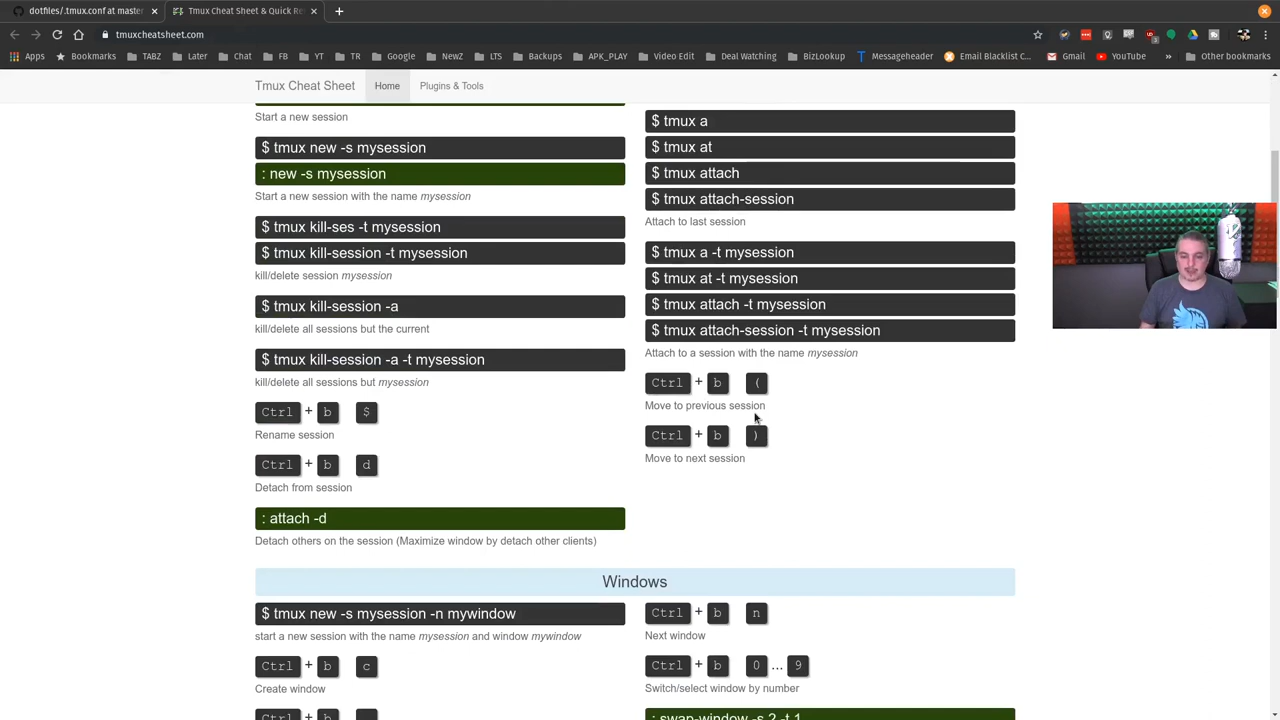 dotfiles/.tmux.conf at master
Tmux Cheat Sheet & Quick Re
tmuxcheatsheet.com
Apps
Bookmarks
TABZ
Later
Chat
FB
YT
TR
Google
NewZ
LTS
Backups
APK_PLAY
Video Edit
Deal Watching
BizLookup
Messageheader
Email Blacklist C...
Gmail
YouTube
»
Other bookmarks
Tmux Cheat Sheet
Home
Plugins & Tools
Start a new session
$ tmux new -s mysession
: new -s mysession
Start a new session with the name mysession
$ tmux kill-ses -t mysession
$ tmux kill-session -t mysession
kill/delete session mysession
$ tmux kill-session -a
kill/delete all sessions but the current
$ tmux kill-session -a -t mysession
kill/delete all sessions but mysession
Ctrl + b $
Rename session
Ctrl + b d
Detach from session
: attach -d
Detach others on the session (Maximize window by detach other clients)
$ tmux a
$ tmux at
$ tmux attach
$ tmux attach-session
Attach to last session
$ tmux a -t mysession
$ tmux at -t mysession
$ tmux attach -t mysession
$ tmux attach-session -t mysession
Attach to a session with the name mysession
Ctrl + b (
Move to previous session
Ctrl + b )
Move to next session
Windows
$ tmux new -s mysession -n mywindow
start a new session with the name mysession and window mywindow
Ctrl + b c
Create window
Ctrl + b
Ctrl + b n
Next window
Ctrl + b 0 ... 9
Switch/select window by number
: swap-window -s 2 -t 1